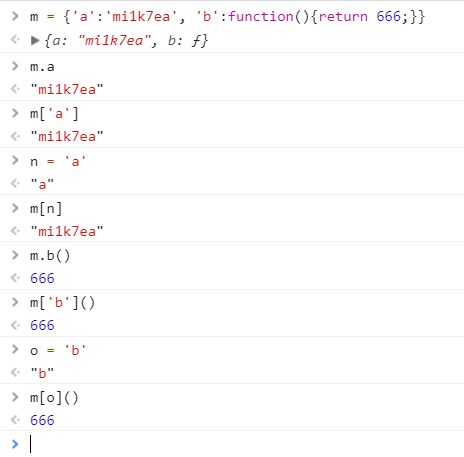 > m = {'a':'mi1k7ea', 'b':function(){return 666;}}
<· ▶{a: "mi1k7ea", b: ƒ}
> m.a
<· "mi1k7ea"
> m['a']
<· "mi1k7ea"
> n = 'a'
<· "a"
> m[n]
<· "mi1k7ea"
> m.b()
<· 666
> m['b']()
<· 666
> o = 'b'
<· "b"
> m[o]()
<· 666
>